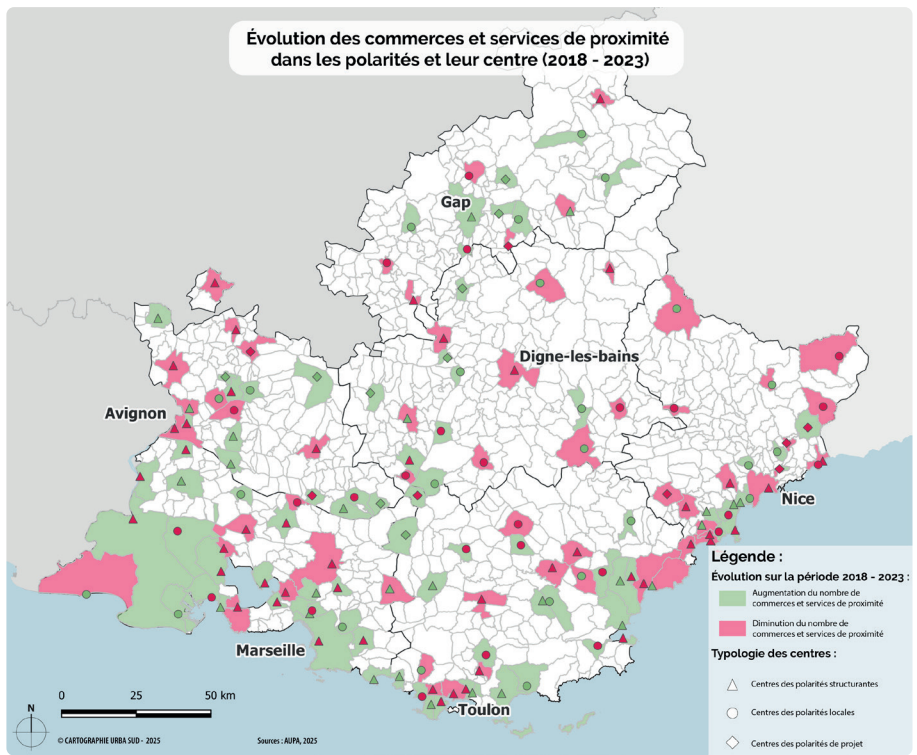 Évolution des commerces et services de proximité
dans les polarités et leur centre (2018 - 2023)
Gap
Digne-les-bains
Avignon
Nice
Marseille
Toulon
Légende :
Évolution sur la période 2018 - 2023 :
Augmentation du nombre de
commerces et services de proximité
Diminution du nombre de
commerces et services de proximité
Typologie des centres :
Centres des polarités structurantes
Centres des polarités locales
Centres des polarités de projet
0 25 50 km
N
© CARTOGRAPHIE URBA SUD - 2025
Sources : AUPA, 2025